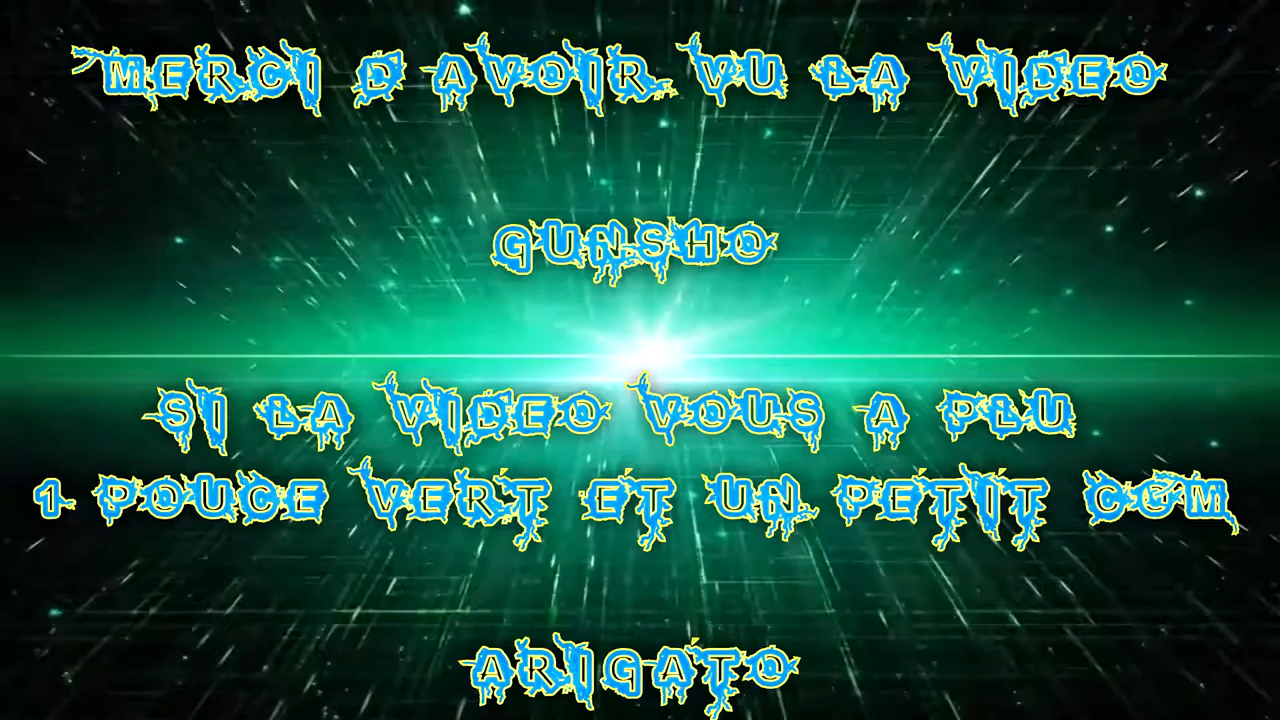 MERCI D AVOIR VU LA VIDEO
GUNSHO
SI LA VIDEO VOUS A PLU
1 POUCE VERT ET UN PETIT COM
ARIGATO